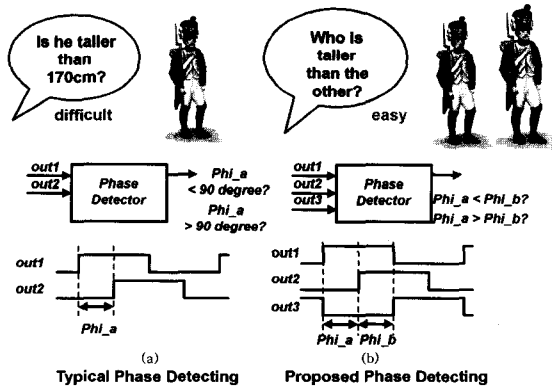 Is he taller
than
170cm?
difficult
out1
out2
Phase
Detector
Phi_a
< 90 degree?
Phi_a
> 90 degree?
out1
out2
Phi_a
(a)
Typical Phase Detecting
Who is
taller
than the
other?
easy
out1
out2
out3
Phase
Detector
Phi_a < Phi_b?
Phi_a > Phi_b?
out1
out2
out3
Phi_a
Phi_b
(b)
Proposed Phase Detecting